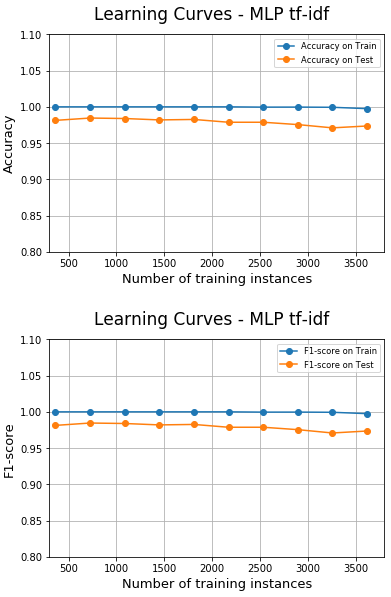 Learning Curves - MLP tf-idf
Accuracy on Train
Accuracy on Test
1.10
1.05
1.00
0.95
0.90
0.85
0.80
Accuracy
500 1000 1500 2000 2500 3000 3500
Number of training instances
Learning Curves - MLP tf-idf
F1-score on Train
F1-score on Test
1.10
1.05
1.00
0.95
0.90
0.85
0.80
F1-score
500 1000 1500 2000 2500 3000 3500
Number of training instances